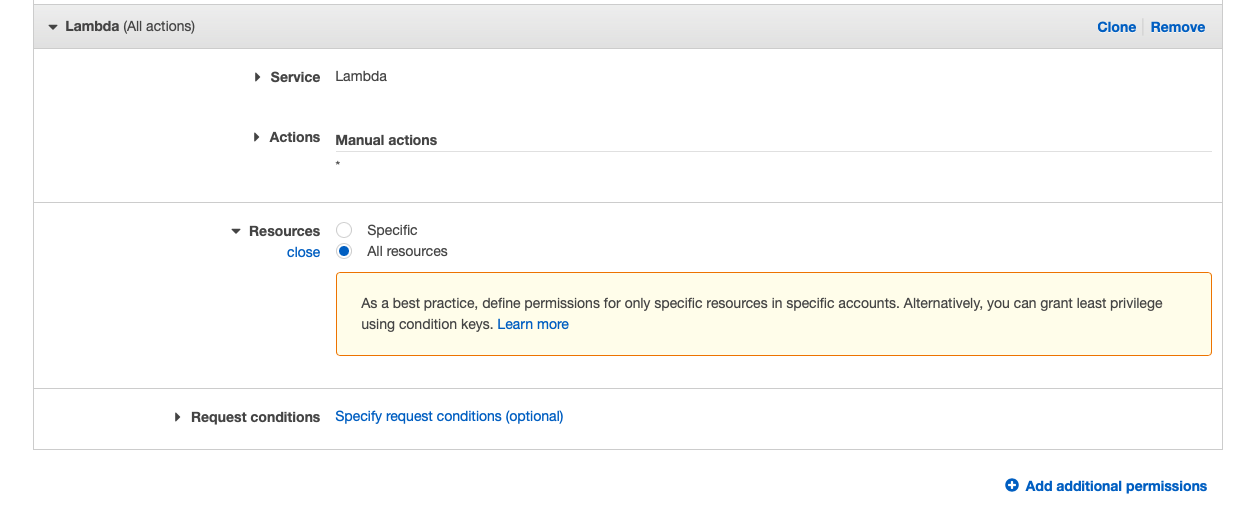 Lambda (All actions) Clone Remove
Service Lambda
Actions Manual actions
*
Resources Specific
close All resources
As a best practice, define permissions for only specific resources in specific accounts. Alternatively, you can grant least privilege
using condition keys. Learn more
Request conditions Specify request conditions (optional)
Add additional permissions